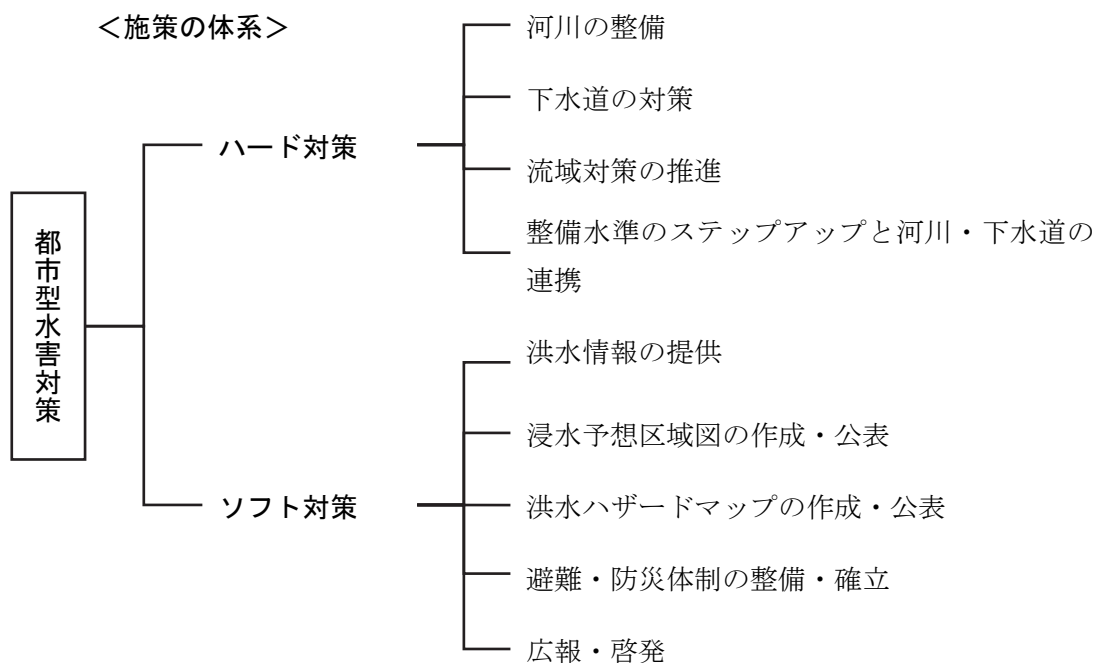 <施策の体系>
都市型水害対策
ハード対策
河川の整備
下水道の対策
流域対策の推進
整備水準のステップアップと河川・下水道の
連携
ソフト対策
洪水情報の提供
浸水予想区域図の作成・公表
洪水ハザードマップの作成・公表
避難・防災体制の整備・確立
広報・啓発